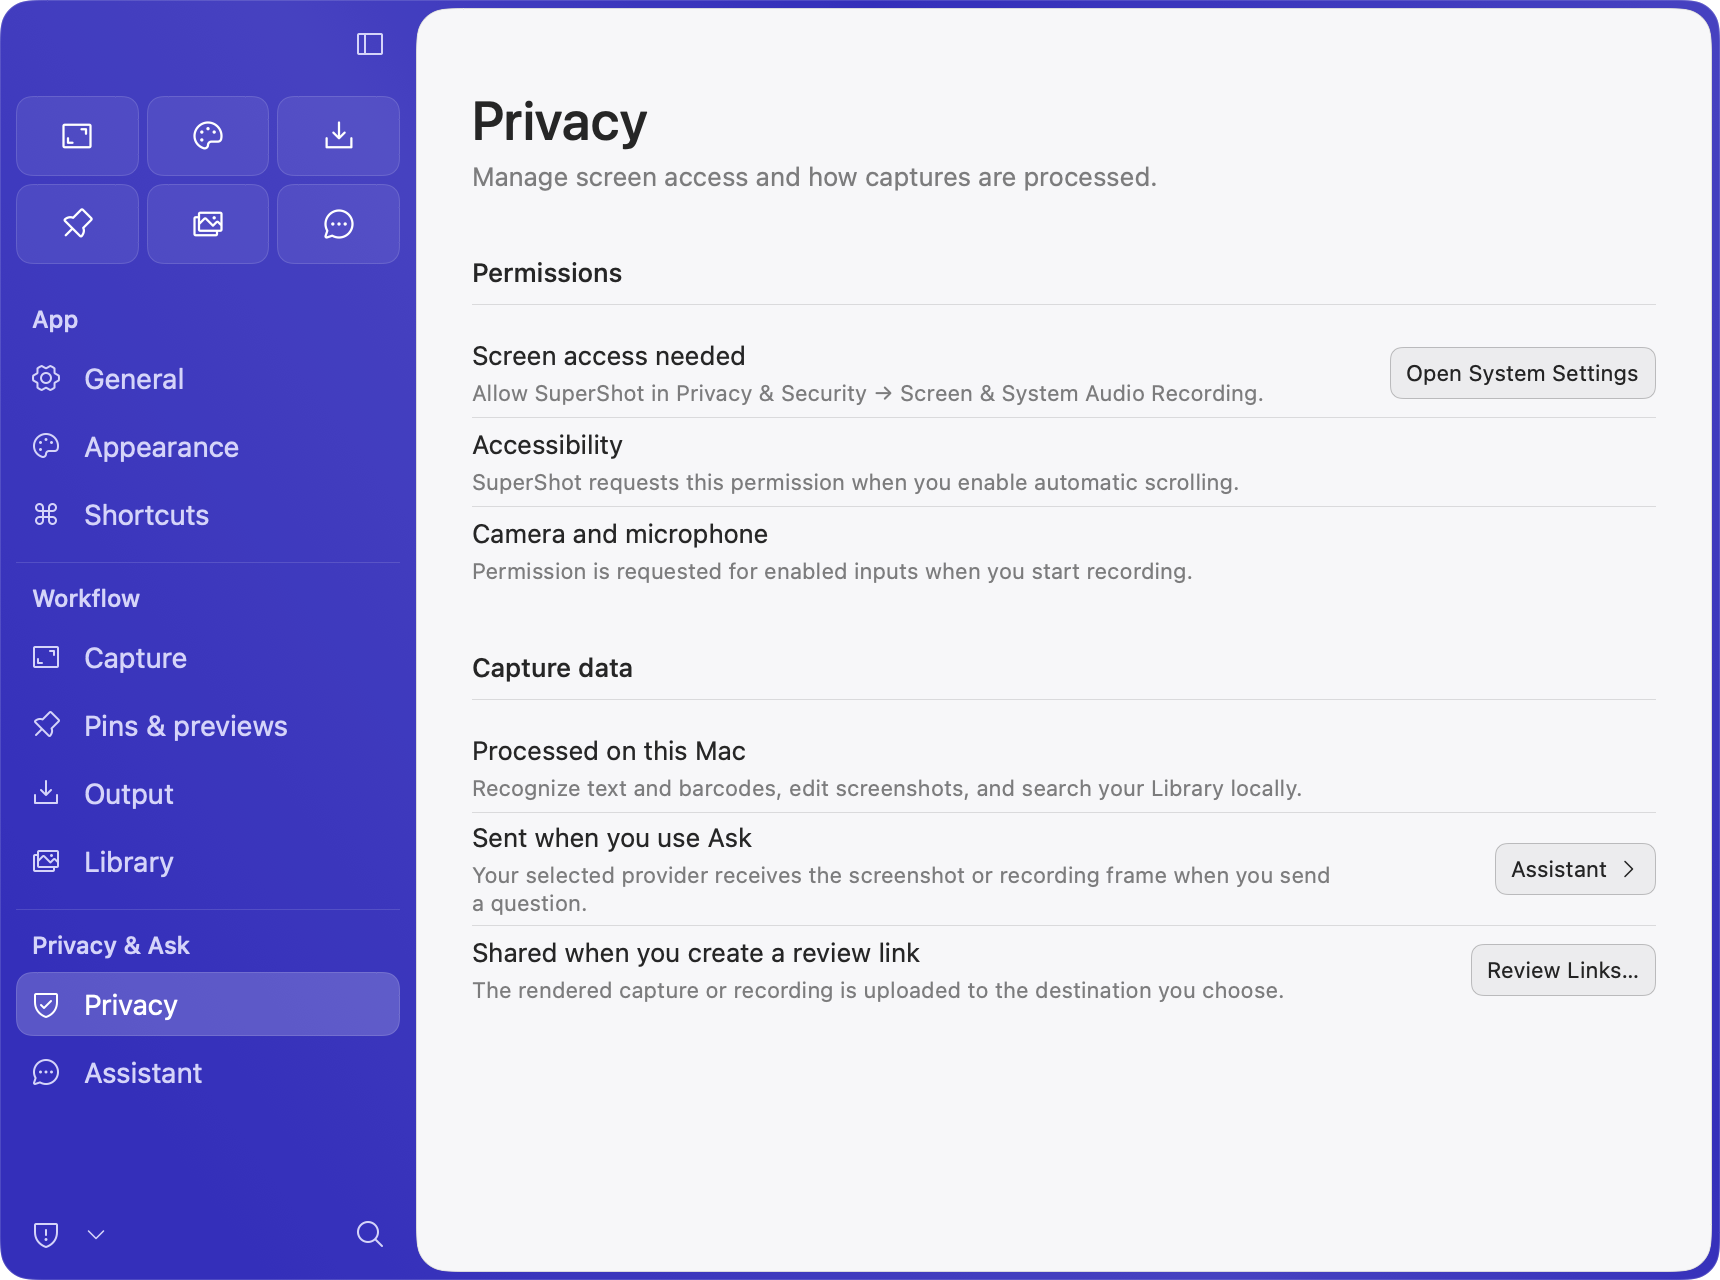 App
General
Appearance
Shortcuts
Workflow
Capture
Pins & previews
Output
Library
Privacy & Ask
Privacy
Assistant
Privacy
Manage screen access and how captures are processed.
Permissions
Screen access needed
Allow SuperShot in Privacy & Security → Screen & System Audio Recording.
Open System Settings
Accessibility
SuperShot requests this permission when you enable automatic scrolling.
Camera and microphone
Permission is requested for enabled inputs when you start recording.
Capture data
Processed on this Mac
Recognize text and barcodes, edit screenshots, and search your Library locally.
Sent when you use Ask
Your selected provider receives the screenshot or recording frame when you send
a question.
Assistant
Shared when you create a review link
The rendered capture or recording is uploaded to the destination you choose.
Review Links...